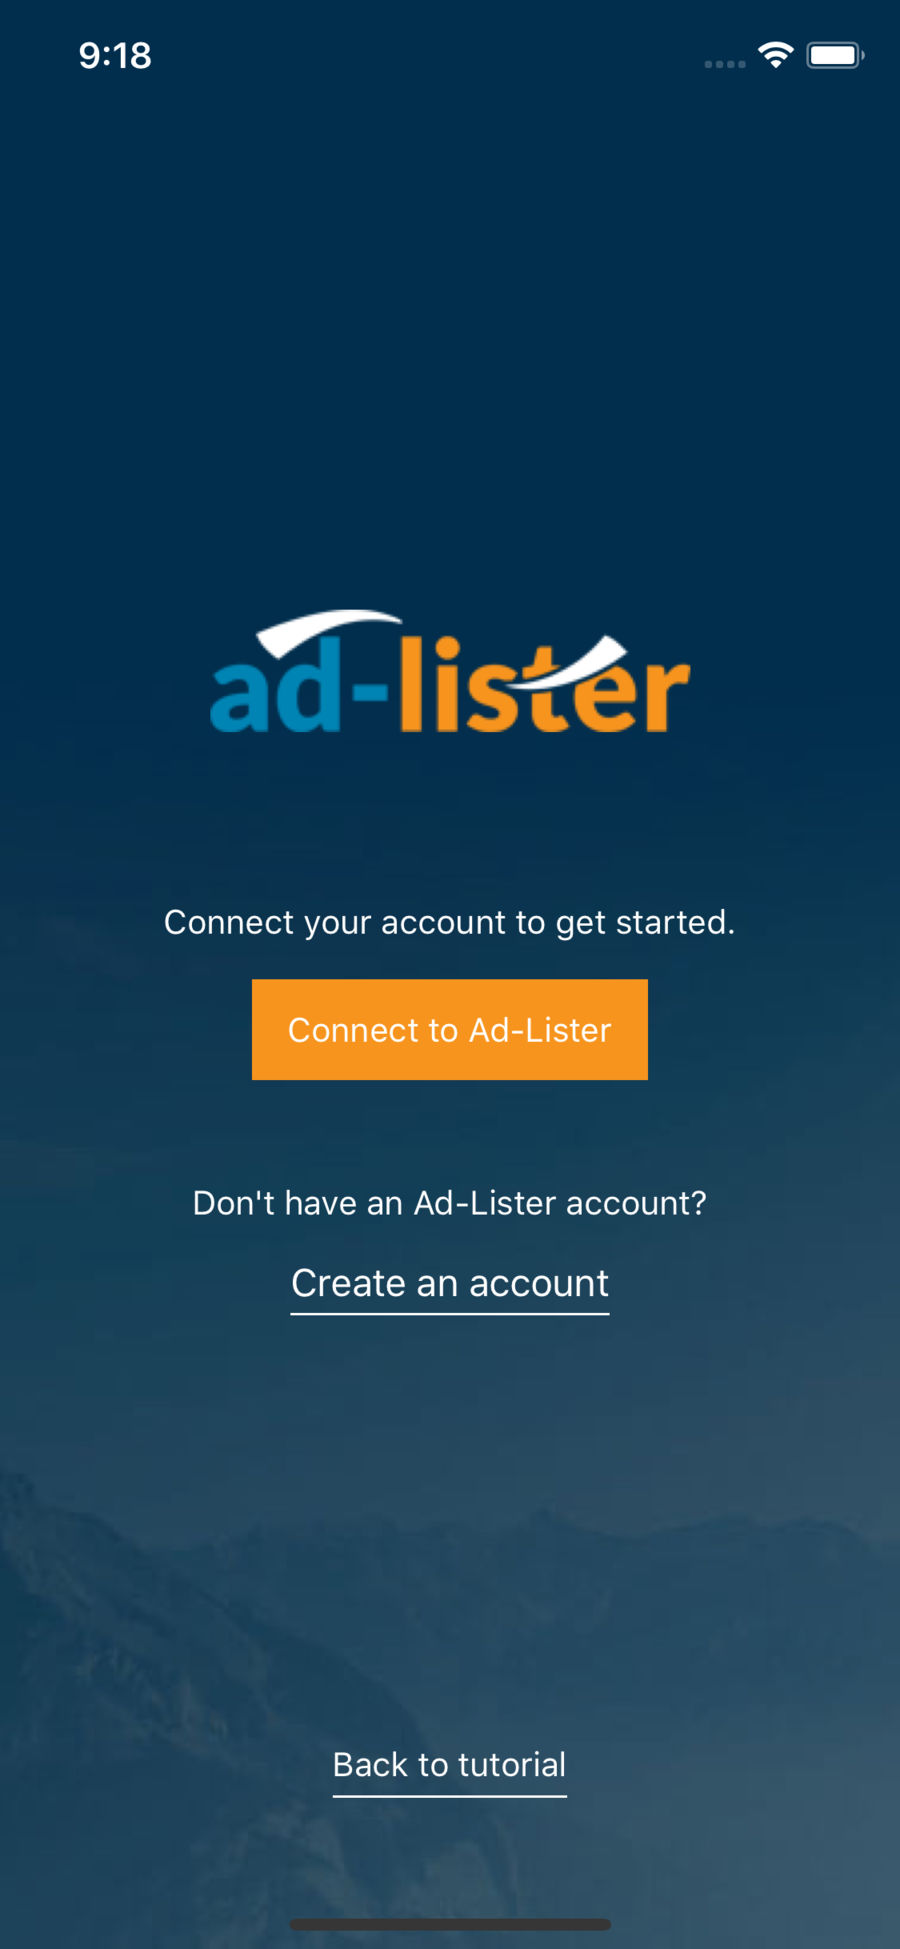 9:18
ad-lister
Connect your account to get started.
Connect to Ad-Lister
Don't have an Ad-Lister account?
Create an account
Back to tutorial